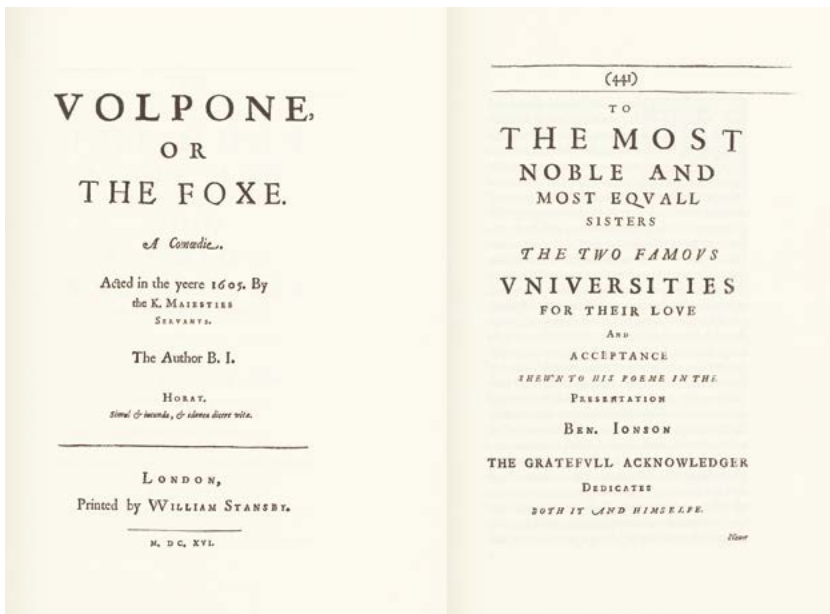 VOLPONE,
OR
THE FOXE.
A Comœdie.
Acted in the yeere 1605. By
the K. MAIESTIES
SERVANTS.
The Author B. I.
HORAT.
Simul & iucunda, & idonea dicere vitæ.
LONDON,
Printed by WILLIAM STANSBY.
M. DC. XVI.
(441)
TO
THE MOST
NOBLE AND
MOST EQVALL
SISTERS
THE TWO FAMOVS
VNIVERSITIES
FOR THEIR LOVE
AND
ACCEPTANCE
SHEW'N TO HIS POEME IN THE
PRESENTATION
BEN. IONSON
THE GRATEFVLL ACKNOWLEDGER
DEDICATES
BOTH IT AND HIMSELFE.
Never